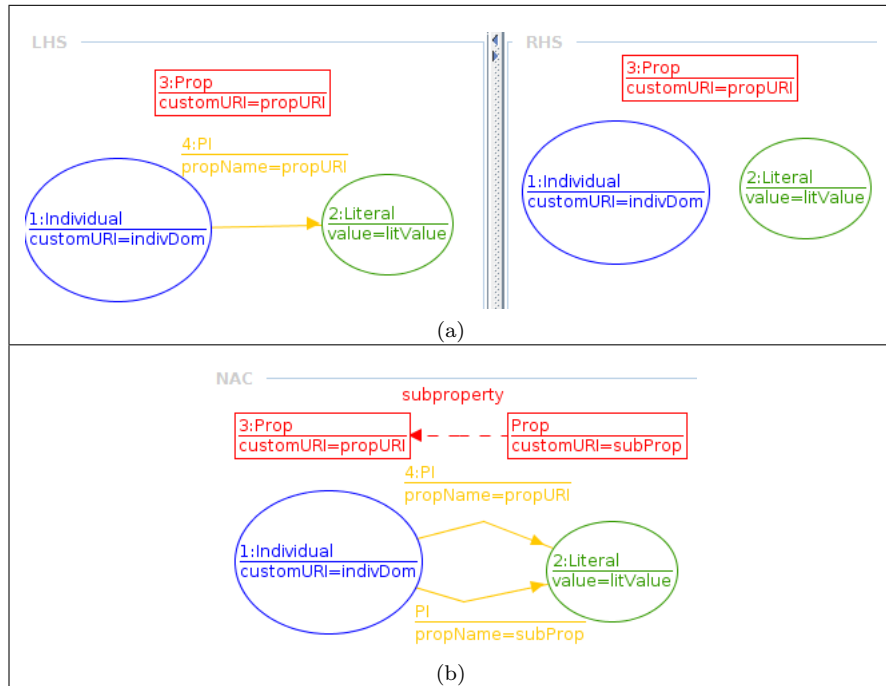 LHS
RHS
3:Prop
customURI=propURI
4:PI
propName=propURI
1:Individual
customURI=indivDom
2:Literal
value=litValue
3:Prop
customURI=propURI
1:Individual
customURI=indivDom
2:Literal
value=litValue
(a)
NAC
subproperty
3:Prop
customURI=propURI
Prop
customURI=subProp
4:PI
propName=propURI
1:Individual
customURI=indivDom
2:Literal
value=litValue
PI
propName=subProp
(b)